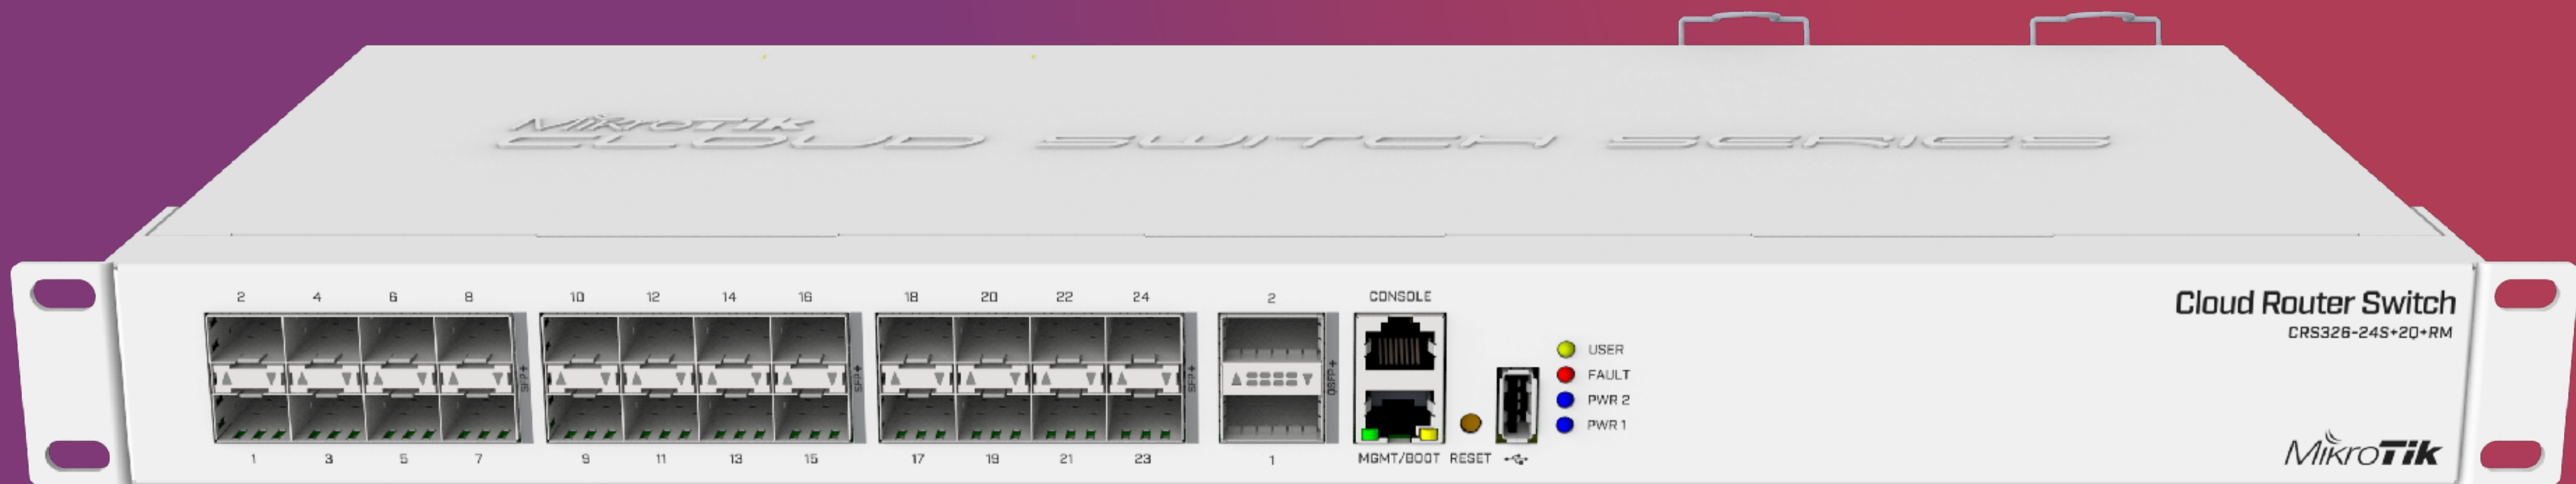 MikroTik
CLOUD SWITCH SERIES
2 4 6 8 10 12 14 16 18 20 22 24 2 CONSOLE
Cloud Router Switch
CRS326-24S+2Q+RM
SFP+ SFP+ SFP+ QSFP+
USER
FAULT
PWR 2
PWR 1
1 3 5 7 9 11 13 15 17 19 21 23 1 MGMT/BOOT RESET
MikroTik